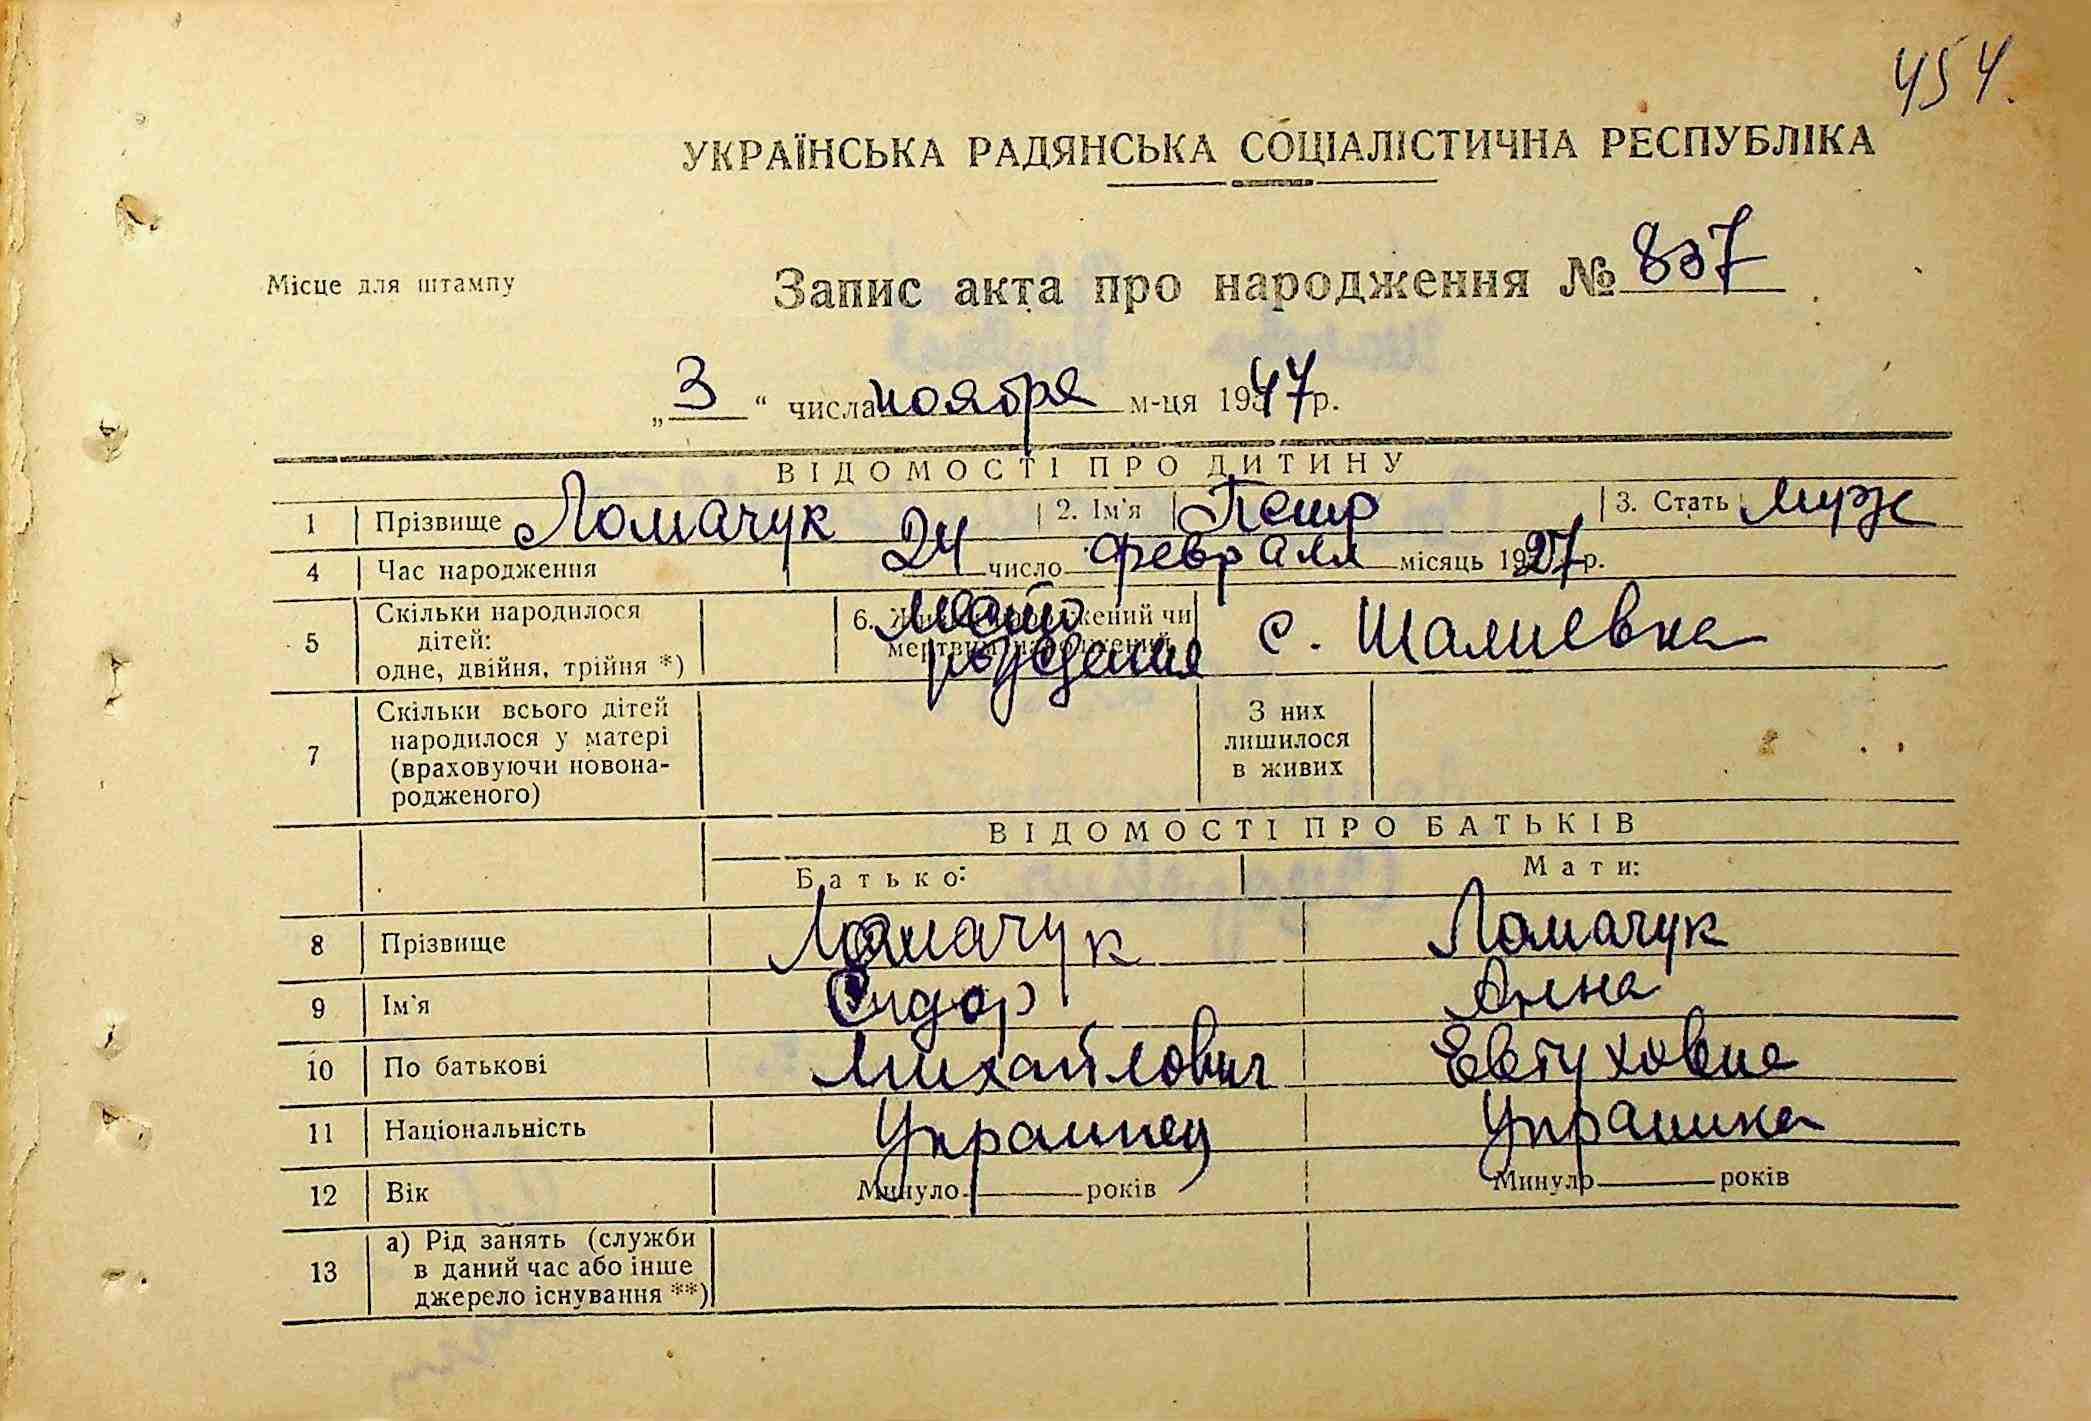 454.
УКРАЇНСЬКА РАДЯНСЬКА СОЦІАЛІСТИЧНА РЕСПУБЛІКА
Місце для штампу
Запис акта про народження № 837
„3“ числа ноября м-ця 1947 р.
ВІДОМОСТІ ПРО ДИТИНУ
1 Прізвище Ломачук 2. Ім'я Петр 3. Стать муж
4 Час народження 24 число февраля місяць 1927 р.
5 Скільки народилося дітей: одне, двійня, трійня *) 6. Живий народжений чи мертвим народжений Место рождения с. Шалиевка
7 Скільки всього дітей народилося у матері (враховуючи новонародженого) З них лишилося в живих
ВІДОМОСТІ ПРО БАТЬКІВ
Батько: Мати:
8 Прізвище Ломачук Ломачук
9 Ім'я Сидор Анна
10 По батькові Михайлович Евтуховна
11 Національність Украинец Украинка
12 Вік Минуло років Минуло років
13 а) Рід занять (служби в даний час або інше джерело існування **)